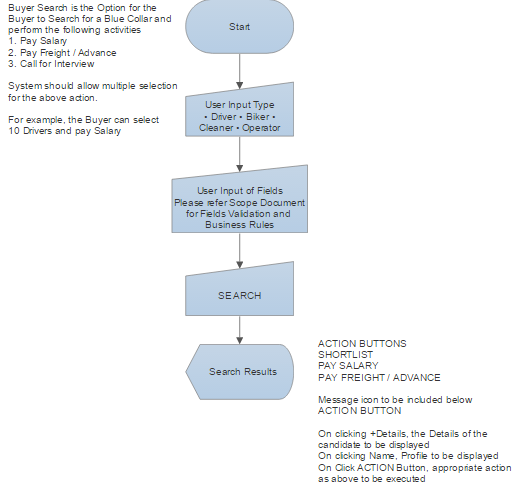 Buyer Search is the Option for the
Buyer to Search for a Blue Collar and
perform the following activities
1. Pay Salary
2. Pay Freight / Advance
3. Call for Interview
System should allow multiple selection
for the above action.
For example, the Buyer can select
10 Drivers and pay Salary
Start
User Input Type
• Driver • Biker •
Cleaner • Operator
User Input of Fields
Please refer Scope Document
for Fields Validation and
Business Rules
SEARCH
Search Results
ACTION BUTTONS
SHORTLIST
PAY SALARY
PAY FREIGHT / ADVANCE
Message icon to be included below
ACTION BUTTON
On clicking +Details, the Details of the
candidate to be displayed
On clicking Name, Profile to be displayed
On Click ACTION Button, appropriate action
as above to be executed